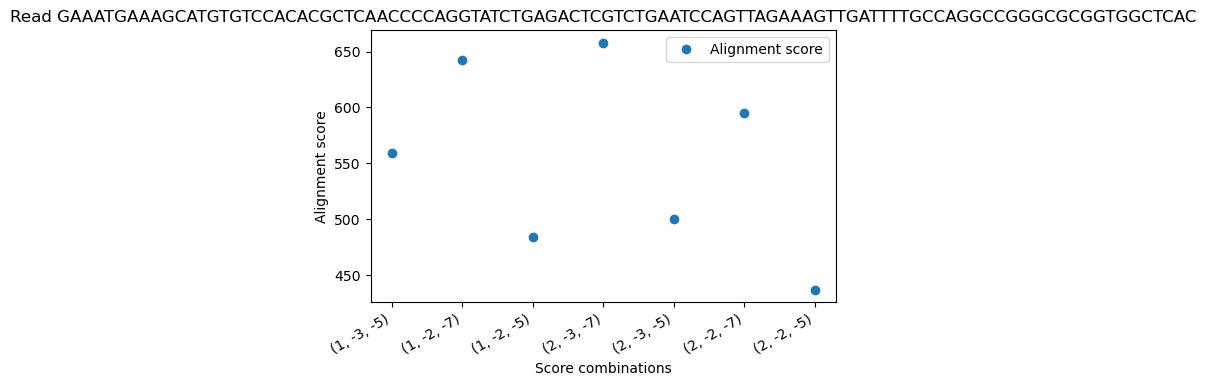 Read GAAATGAAAGCATGTGTCCACACGCTCAACCCCAGGTATCTGAGACTCGTCTGAATCCAGTTAGAAAGTTGATTTTGCCAGGCCGGGCGCGGTGGCTCAC
Alignment score
650
600
550
500
450
Alignment score
(1, -3, -5)
(1, -2, -7)
(1, -2, -5)
(2, -3, -7)
(2, -3, -5)
(2, -2, -7)
(2, -2, -5)
Score combinations